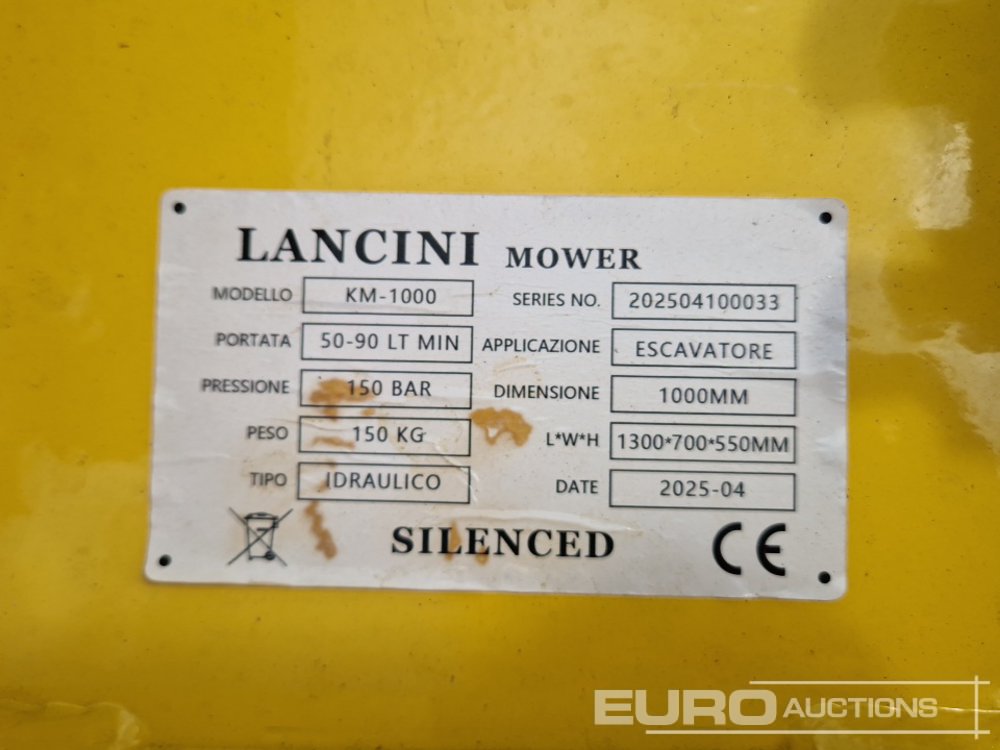 LANCINI MOWER
MODELLO KM-1000 SERIES NO. 202504100033
PORTATA 50-90 LT MIN APPLICAZIONE ESCAVATORE
PRESSIONE 150 BAR DIMENSIONE 1000MM
PESO 150 KG L*W*H 1300*700*550MM
TIPO IDRAULICO DATE 2025-04
SILENCED CE
EURO AUCTIONS